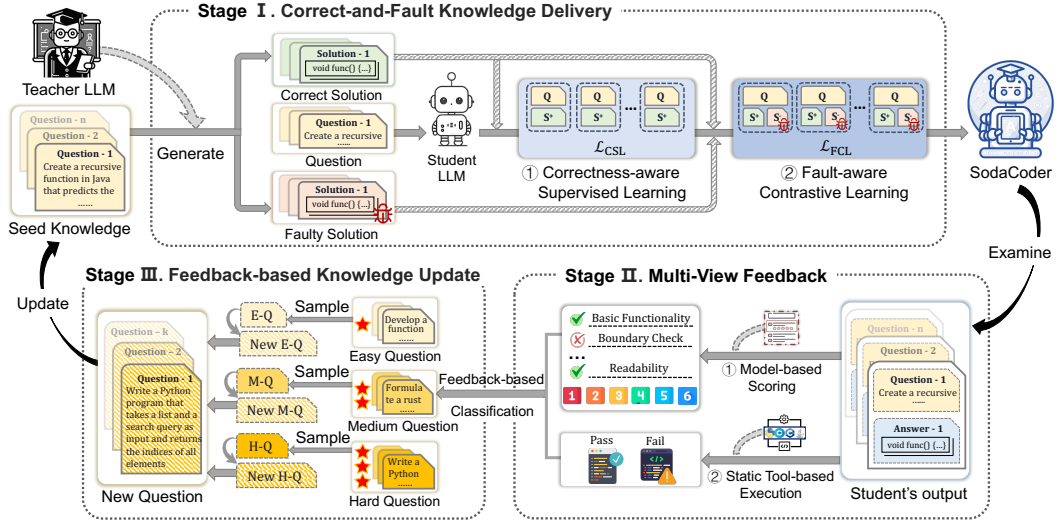 Stage Ⅰ. Correct-and-Fault Knowledge Delivery
Teacher LLM
Question - n
Question - 2
Question - 1
Create a recursive
function in Java
that predicts the
......
Seed Knowledge
Generate
Solution - 1
void func() {...}
Correct Solution
Question - 1
Create a recursive
......
Question
Solution - 1
void func() {...}
Faulty Solution
Student
LLM
Q
S⁺
Q
S⁺
...
Q
S⁺
ℒCSL
① Correctness-aware
Supervised Learning
Q
S⁺ S⁻
Q
S⁺ S⁻
...
Q
S⁺ S⁻
ℒFCL
② Fault-aware
Contrastive Learning
SodaCoder
Examine
Update
Stage Ⅲ. Feedback-based Knowledge Update
Question – k
Question – 2
Question - 1
Write a Python
program that
takes a list and a
search query as
input and returns
the indices of all
elements
New Question
E-Q
New E-Q
M-Q
New M-Q
H-Q
New H-Q
Sample
Sample
Sample
Develop a
function
......
Easy Question
Formula
te a rust
......
Medium Question
Write a
Python
......
Hard Question
Feedback-based
Classification
Stage Ⅱ. Multi-View Feedback
Basic Functionality
Boundary Check
...
Readability
1 2 3 4 5 6
Pass
Fail
① Model-based
Scoring
② Static Tool-based
Execution
Question - n
Question - 2
Question - 1
Create a recursive
......
Answer - 1
void func() {...}
Student's output